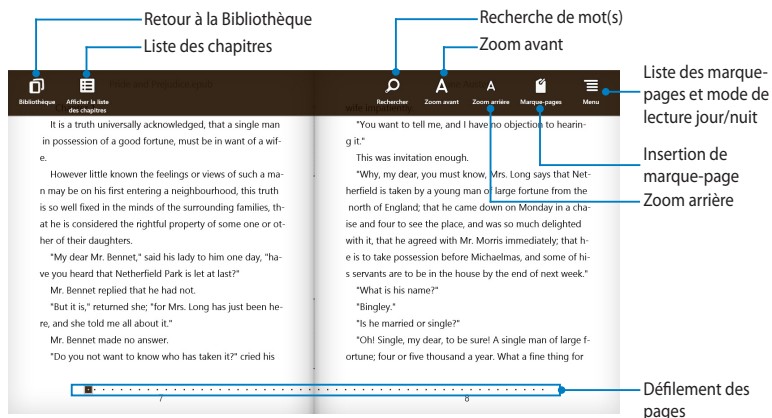 Retour à la Bibliothèque
Liste des chapitres
Recherche de mot(s)
Zoom avant
Liste des marque-
pages et mode de
lecture jour/nuit
Insertion de
marque-page
Zoom arrière
Défilement des
pages
Bibliothèque
Afficher la liste
des chapitres
Rechercher
Zoom avant
Zoom arrière
Marque-pages
Menu
It is a truth universally acknowledged, that a single man
in possession of a good fortune, must be in want of a wif-
e.
However little known the feelings or views of such a ma-
n may be on his first entering a neighbourhood, this truth
is so well fixed in the minds of the surrounding families, th-
at he is considered the rightful property of some one or ot-
her of their daughters.
"My dear Mr. Bennet," said his lady to him one day, "ha-
ve you heard that Netherfield Park is let at last?"
Mr. Bennet replied that he had not.
"But it is," returned she; "for Mrs. Long has just been he-
re, and she told me all about it."
Mr. Bennet made no answer.
"Do you not want to know who has taken it?" cried his
7
wife impatiently.
"You want to tell me, and I have no objection to hearin-
g it."
This was invitation enough.
"Why, my dear, you must know, Mrs. Long says that Net-
herfield is taken by a young man of large fortune from the
north of England; that he came down on Monday in a cha-
ise and four to see the place, and was so much delighted
with it, that he agreed with Mr. Morris immediately; that h-
e is to take possession before Michaelmas, and some of hi-
s servants are to be in the house by the end of next week."
"What is his name?"
"Bingley."
"Is he married or single?"
"Oh! Single, my dear, to be sure! A single man of large f-
ortune; four or five thousand a year. What a fine thing for
8